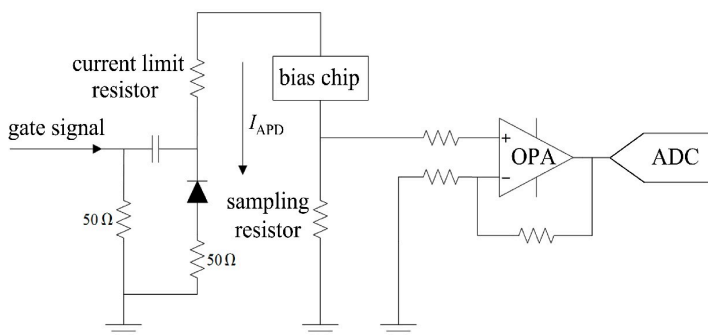 current limit
resistor
bias chip
gate signal
I_APD
OPA
ADC
+
−
50 Ω
sampling
resistor
50 Ω